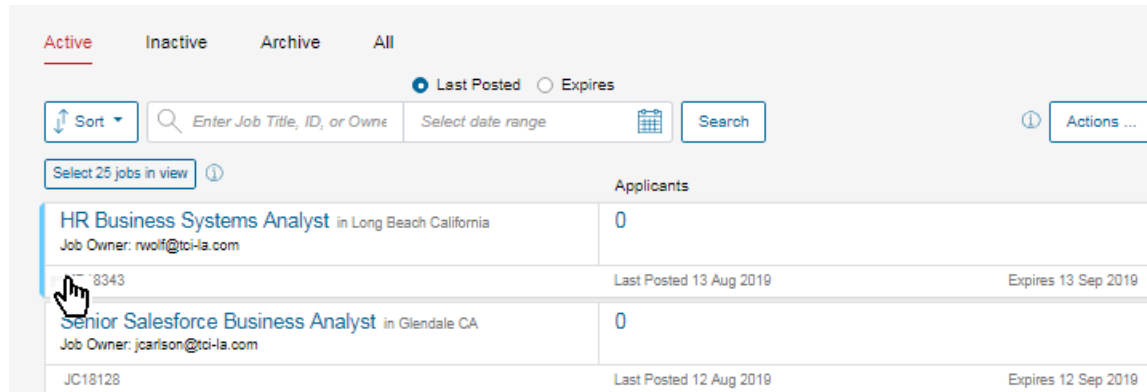 Active Inactive Archive All
Last Posted Expires
Sort Enter Job Title, ID, or Owne Select date range Search Actions ...
Select 25 jobs in view
Applicants
HR Business Systems Analyst in Long Beach California 0
Job Owner: rwolf@tci-la.com
18343 Last Posted 13 Aug 2019 Expires 13 Sep 2019
Senior Salesforce Business Analyst in Glendale CA 0
Job Owner: jcarlson@tci-la.com
JC18128 Last Posted 12 Aug 2019 Expires 12 Sep 2019